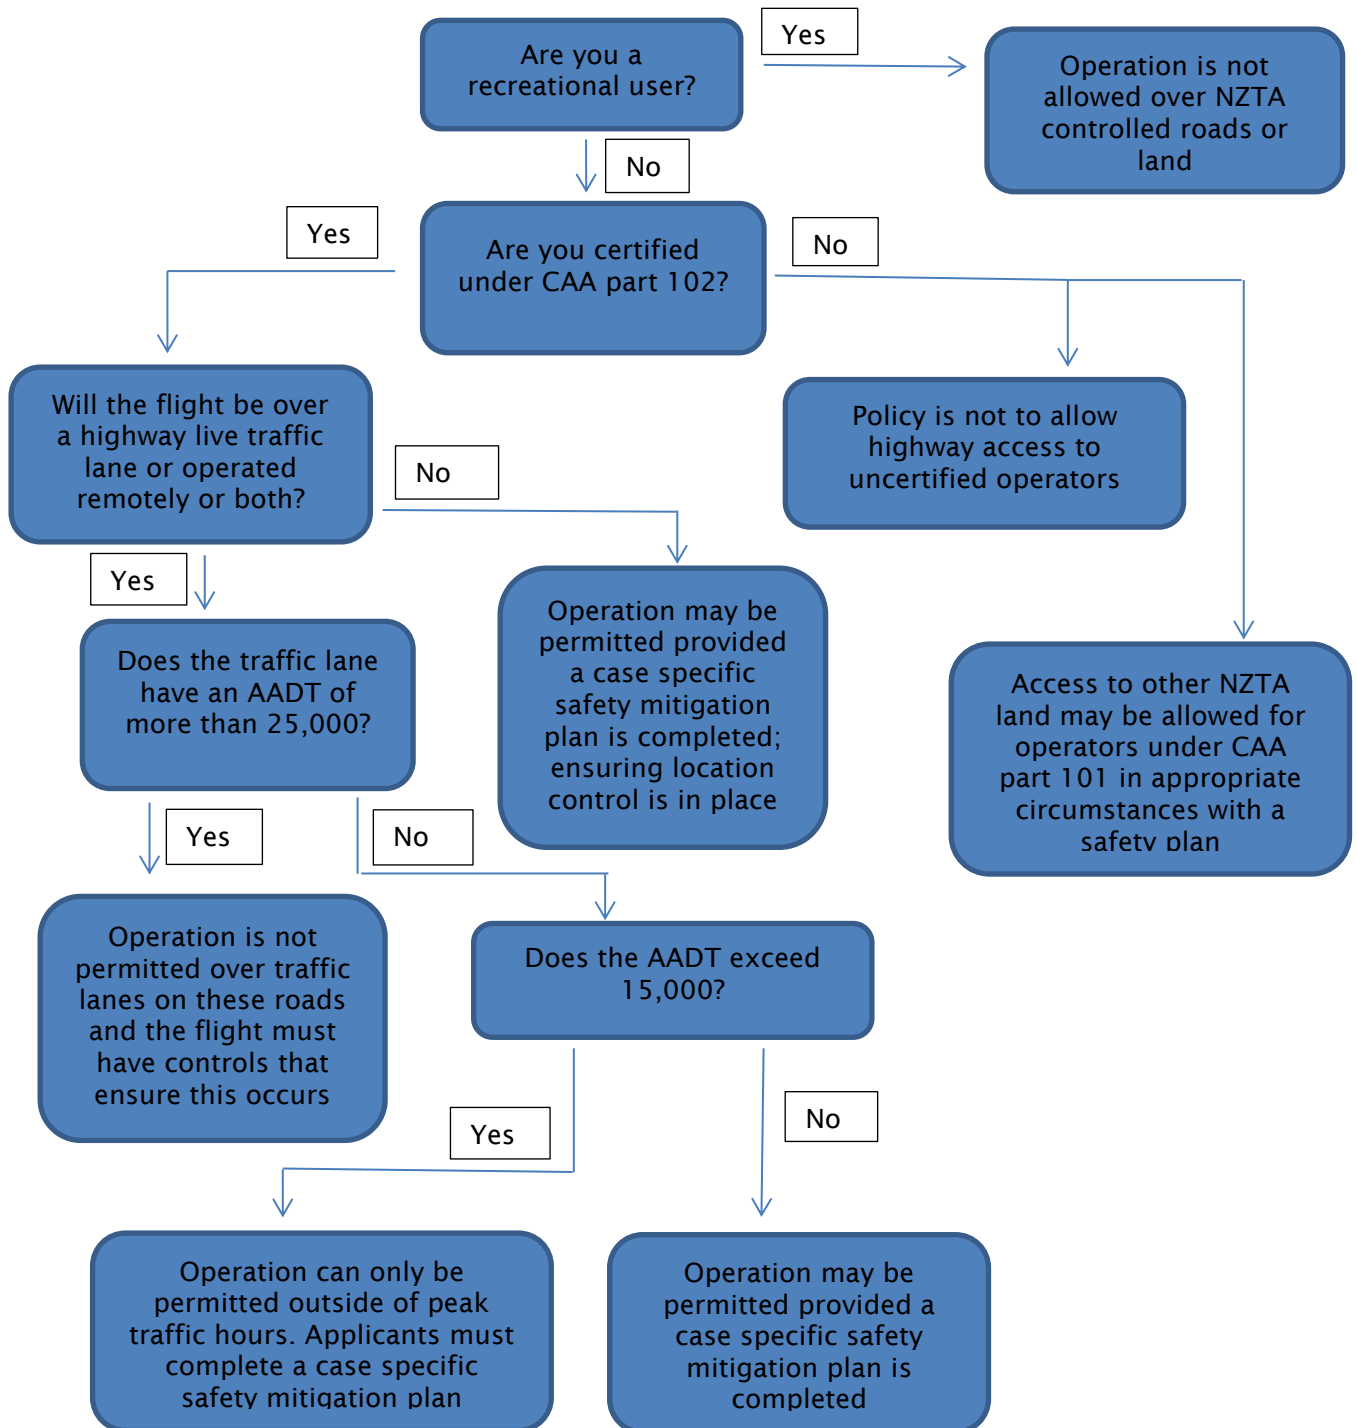 Are you a
recreational user?
Yes
Operation is not
allowed over NZTA
controlled roads or
land
No
Are you certified
under CAA part 102?
Yes
No
Will the flight be over
a highway live traffic
lane or operated
remotely or both?
Policy is not to allow
highway access to
uncertified operators
No
Yes
Operation may be
permitted provided
a case specific
safety mitigation
plan is completed;
ensuring location
control is in place
Does the traffic lane
have an AADT of
more than 25,000?
Access to other NZTA
land may be allowed for
operators under CAA
part 101 in appropriate
circumstances with a
safety plan
Yes
No
Operation is not
permitted over traffic
lanes on these roads
and the flight must
have controls that
ensure this occurs
Does the AADT exceed
15,000?
Yes
No
Operation can only be
permitted outside of peak
traffic hours. Applicants must
complete a case specific
safety mitigation plan
Operation may be
permitted provided a
case specific safety
mitigation plan is
completed